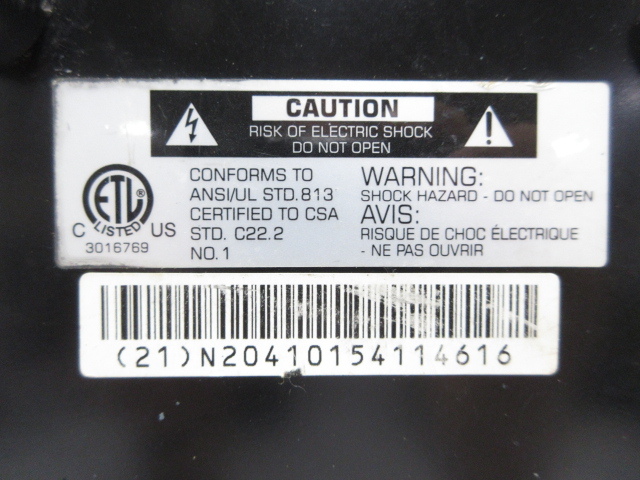 CAUTION
RISK OF ELECTRIC SHOCK
DO NOT OPEN
ETL®
LISTED
C US
3016769
CONFORMS TO
ANSI/UL STD.813
CERTIFIED TO CSA
STD. C22.2
NO.1
WARNING:
SHOCK HAZARD - DO NOT OPEN
AVIS:
RISQUE DE CHOC ÉLECTRIQUE
- NE PAS OUVRIR
(21)N20410154114616